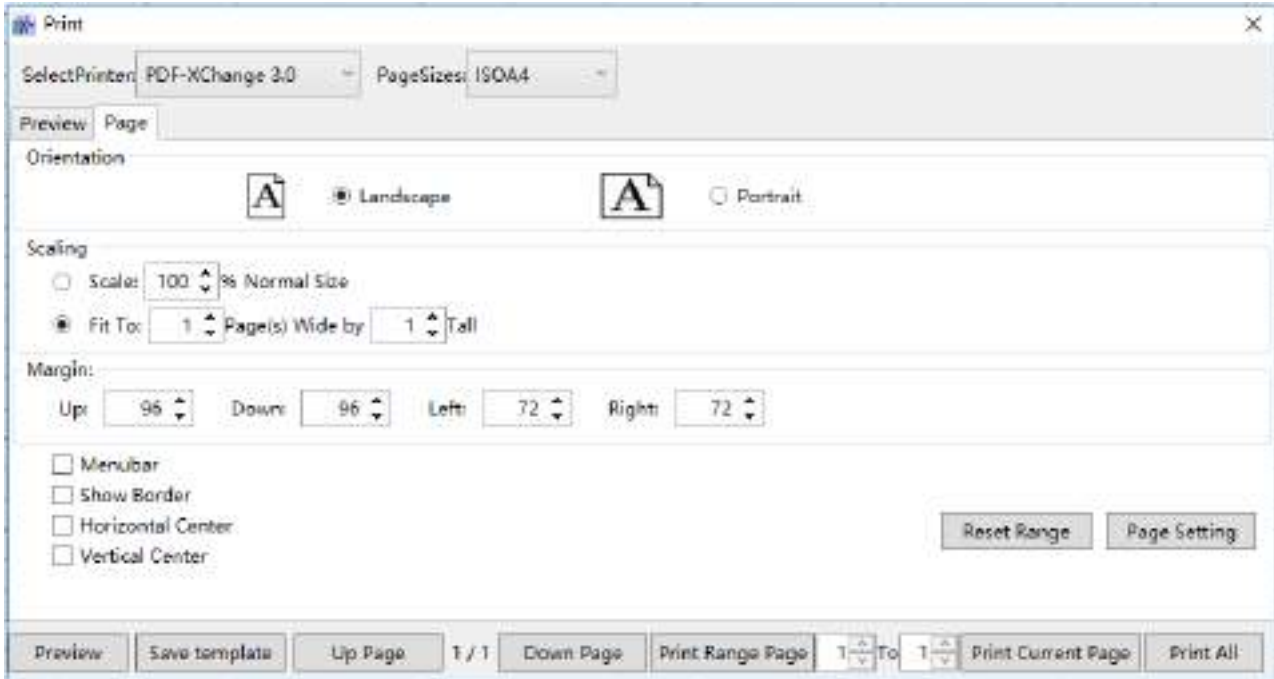 Print
SelectPrinter: PDF-XChange 3.0 PageSizes: ISOA4
Preview Page
Orientation
A Landscape A Portrait
Scaling
Scale: 100 % Normal Size
Fit To: 1 Page(s) Wide by 1 Tall
Margin:
Up: 96 Down: 96 Left: 72 Right: 72
Menubar
Show Border
Horizontal Center
Vertical Center
Reset Range Page Setting
Preview Save template Up Page 1 / 1 Down Page Print Range Page 1 To 1 Print Current Page Print All